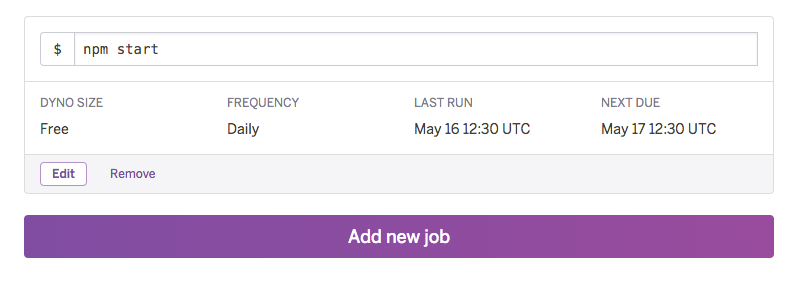 $ npm start
DYNO SIZE FREQUENCY LAST RUN NEXT DUE
Free Daily May 16 12:30 UTC May 17 12:30 UTC
Edit Remove
Add new job